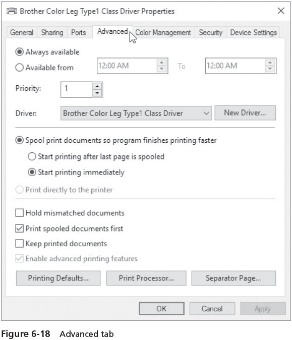 Brother Color Leg Type1 Class Driver Properties
General Sharing Ports Advanced Color Management Security Device Settings
Always available
Available from 12:00 AM To 12:00 AM
Priority: 1
Driver: Brother Color Leg Type1 Class Driver New Driver...
Spool print documents so program finishes printing faster
Start printing after last page is spooled
Start printing immediately
Print directly to the printer
Hold mismatched documents
Print spooled documents first
Keep printed documents
Enable advanced printing features
Printing Defaults... Print Processor... Separator Page...
OK Cancel Apply
Figure 6-18 Advanced tab